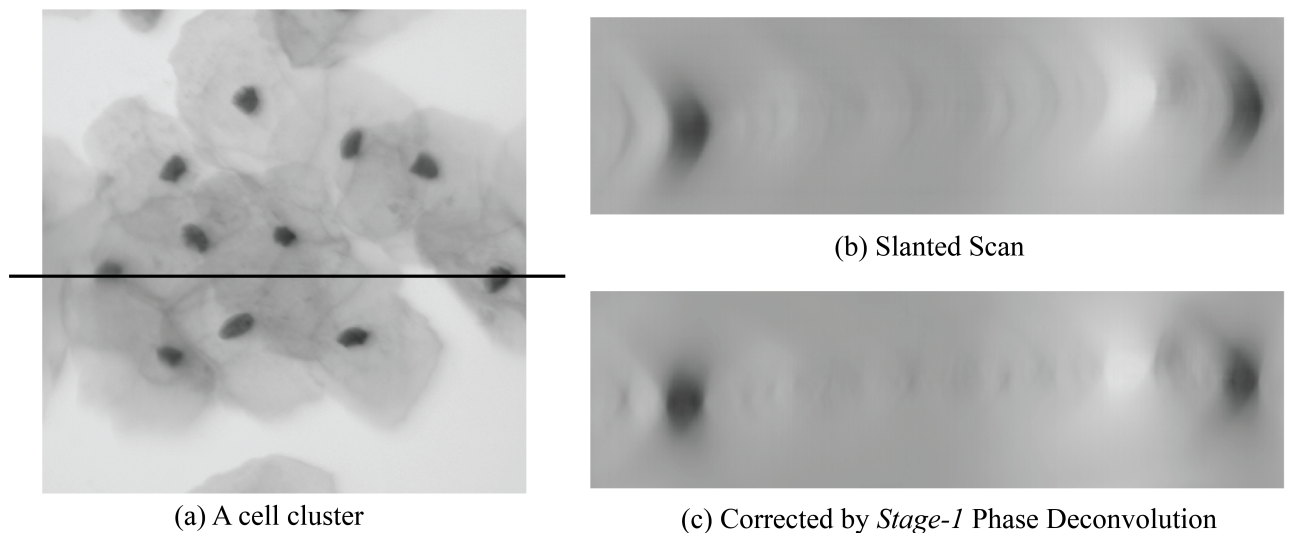 (a) A cell cluster
(b) Slanted Scan
(c) Corrected by Stage-1 Phase Deconvolution